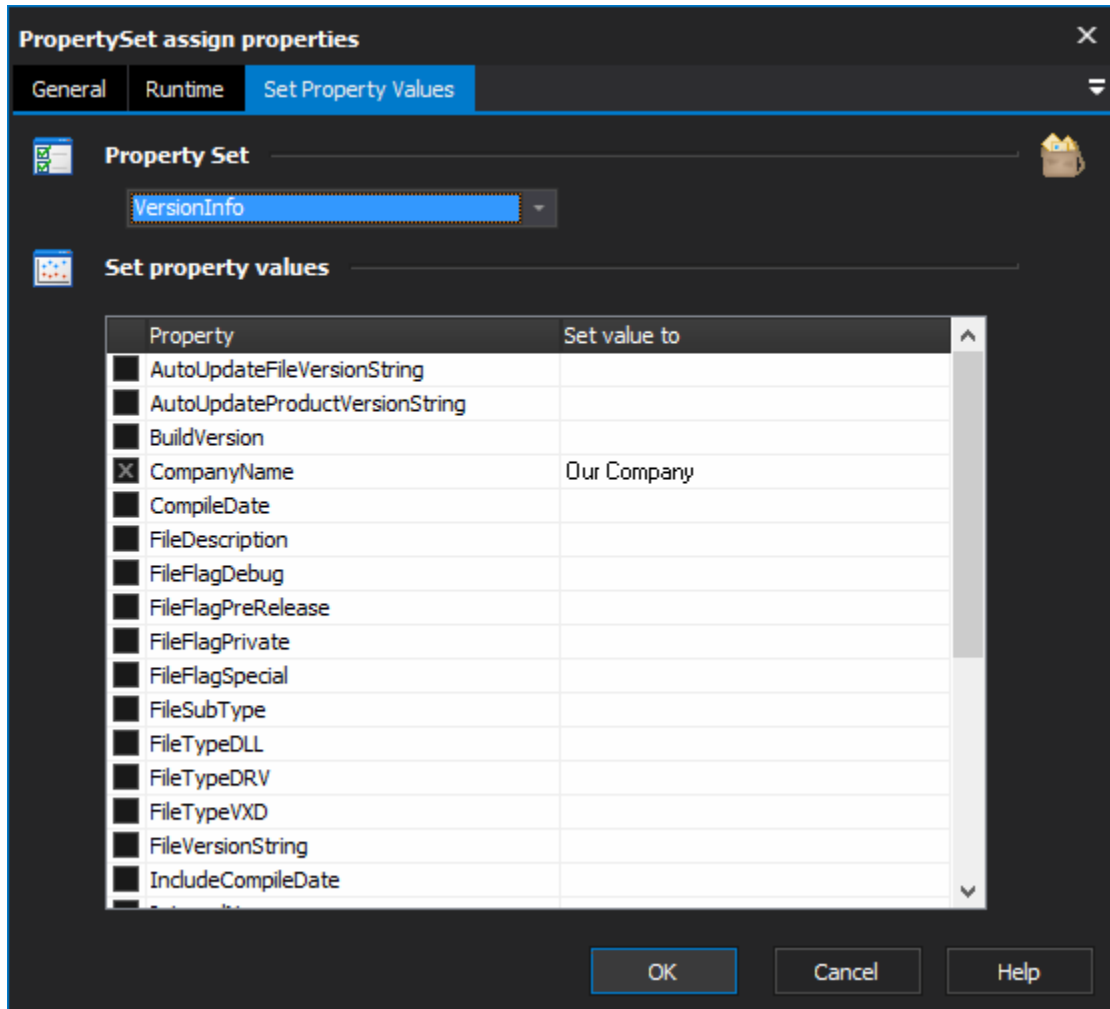 PropertySet assign properties
General Runtime Set Property Values
Property Set
VersionInfo
Set property values
Property Set value to
AutoUpdateFileVersionString
AutoUpdateProductVersionString
BuildVersion
CompanyName Our Company
CompileDate
FileDescription
FileFlagDebug
FileFlagPreRelease
FileFlagPrivate
FileFlagSpecial
FileSubType
FileTypeDLL
FileTypeDRV
FileTypeVXD
FileVersionString
IncludeCompileDate
OK Cancel Help